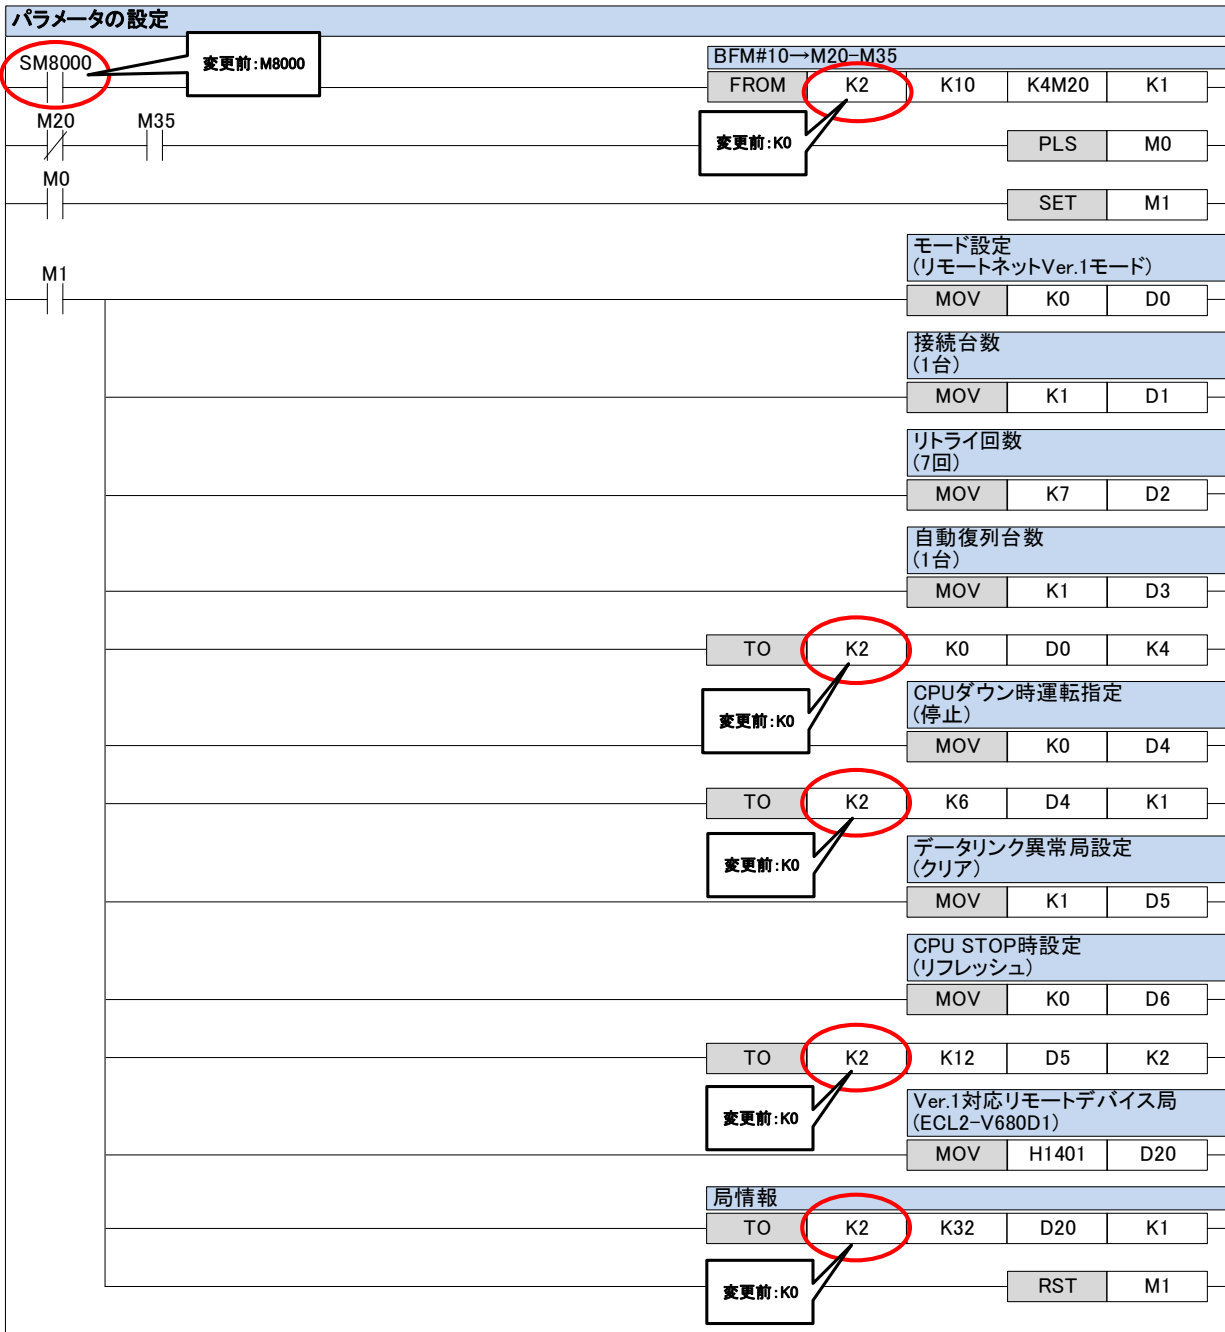 パラメータの設定
SM8000
変更前:M8000
BFM#10→M20-M35
FROM K2 K10 K4M20 K1
M20 M35
変更前:K0
PLS M0
M0
SET M1
モード設定
(リモートネットVer.1モード)
M1
MOV K0 D0
接続台数
(1台)
MOV K1 D1
リトライ回数
(7回)
MOV K7 D2
自動復列台数
(1台)
MOV K1 D3
TO K2 K0 D0 K4
変更前:K0
CPUダウン時運転指定
(停止)
MOV K0 D4
TO K2 K6 D4 K1
変更前:K0
データリンク異常局設定
(クリア)
MOV K1 D5
CPU STOP時設定
(リフレッシュ)
MOV K0 D6
TO K2 K12 D5 K2
変更前:K0
Ver.1対応リモートデバイス局
(ECL2-V680D1)
MOV H1401 D20
局情報
TO K2 K32 D20 K1
変更前:K0
RST M1